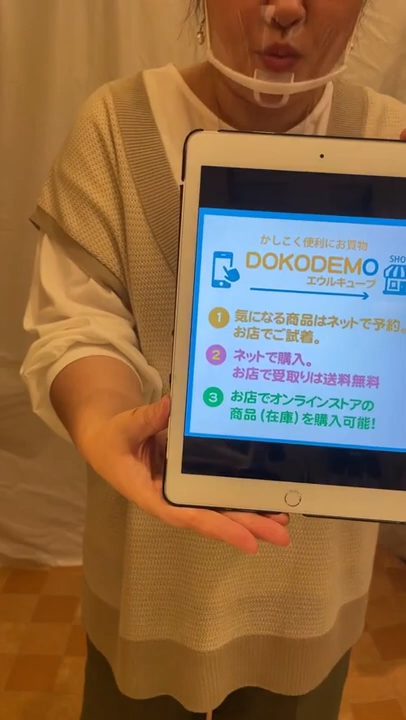 かしこく便利にお買物
DOKODEMO
エウルキューブ
SHO
1 気になる商品はネットで予約。
お店でご試着。
2 ネットで購入。
お店で受取りは送料無料
3 お店でオンラインストアの
商品（在庫）を購入可能！